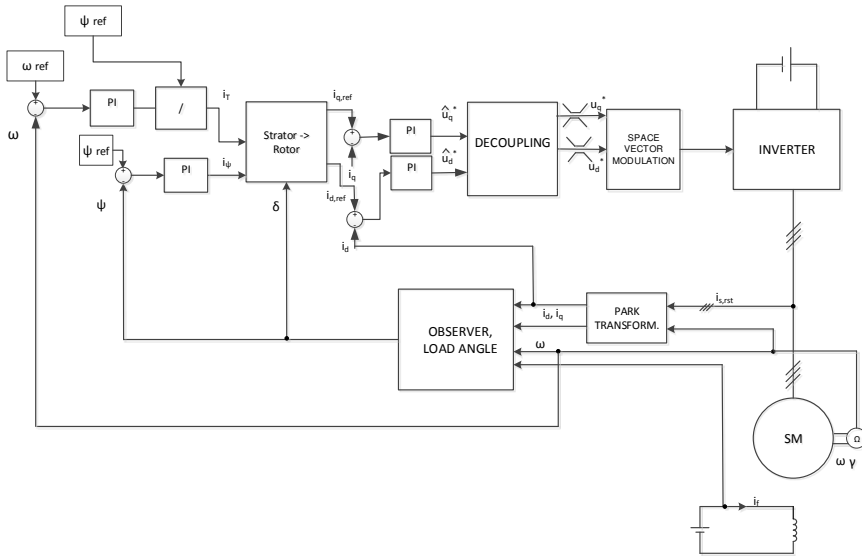 ψ ref
ω ref
PI
/
i_T
ω
ψ ref
PI
i_ψ
ψ
Strator ->
Rotor
δ
i_q,ref
i_q
i_d,ref
i_d
PI
PI
û_q*
û_d*
DECOUPLING
u_q*
u_d*
SPACE
VECTOR
MODULATION
INVERTER
OBSERVER,
LOAD ANGLE
i_d, i_q
ω
PARK
TRANSFORM.
i_s,rst
SM
Ω
ω γ
i_f